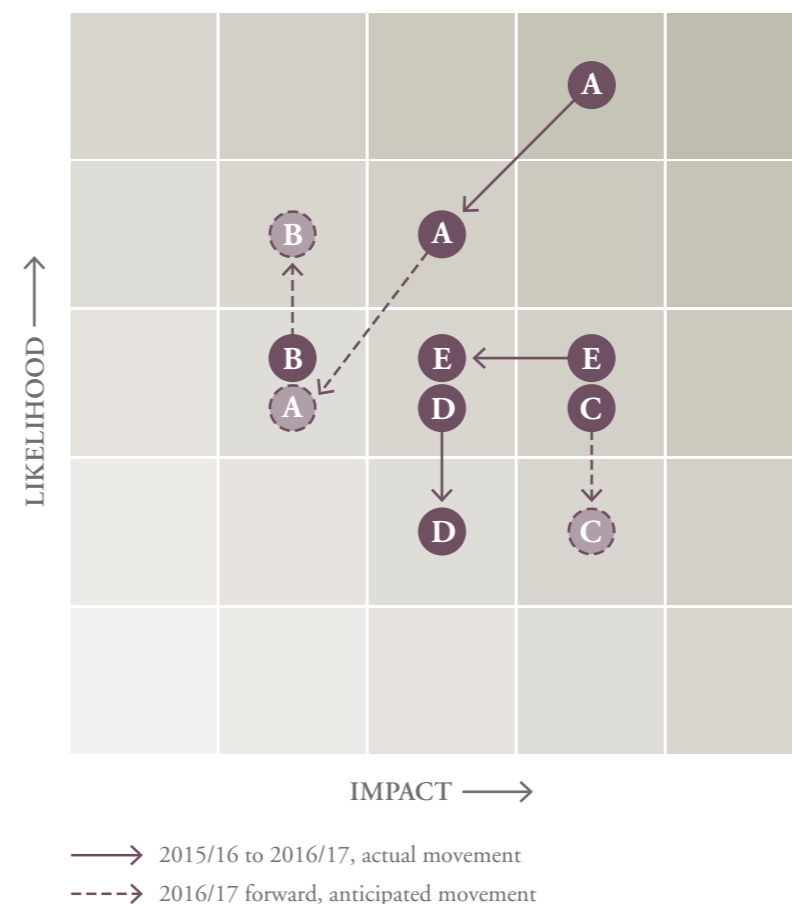 A
B
A
B
E
E
A
D
C
D
C
LIKELIHOOD
IMPACT
2015/16 to 2016/17, actual movement
2016/17 forward, anticipated movement